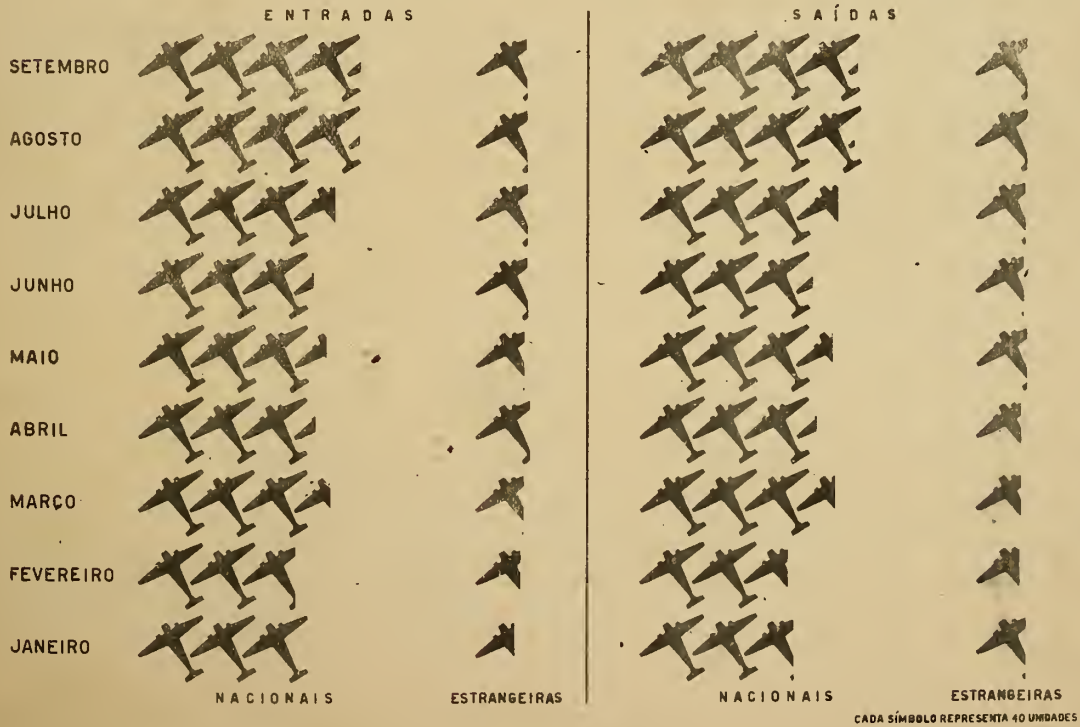 ENTRADAS SAÍDAS
SETEMBRO
AGOSTO
JULHO
JUNHO
MAIO
ABRIL
MARÇO
FEVEREIRO
JANEIRO
NACIONAIS ESTRANGEIRAS NACIONAIS ESTRANGEIRAS
CADA SÍMBOLO REPRESENTA 40 UNIDADES